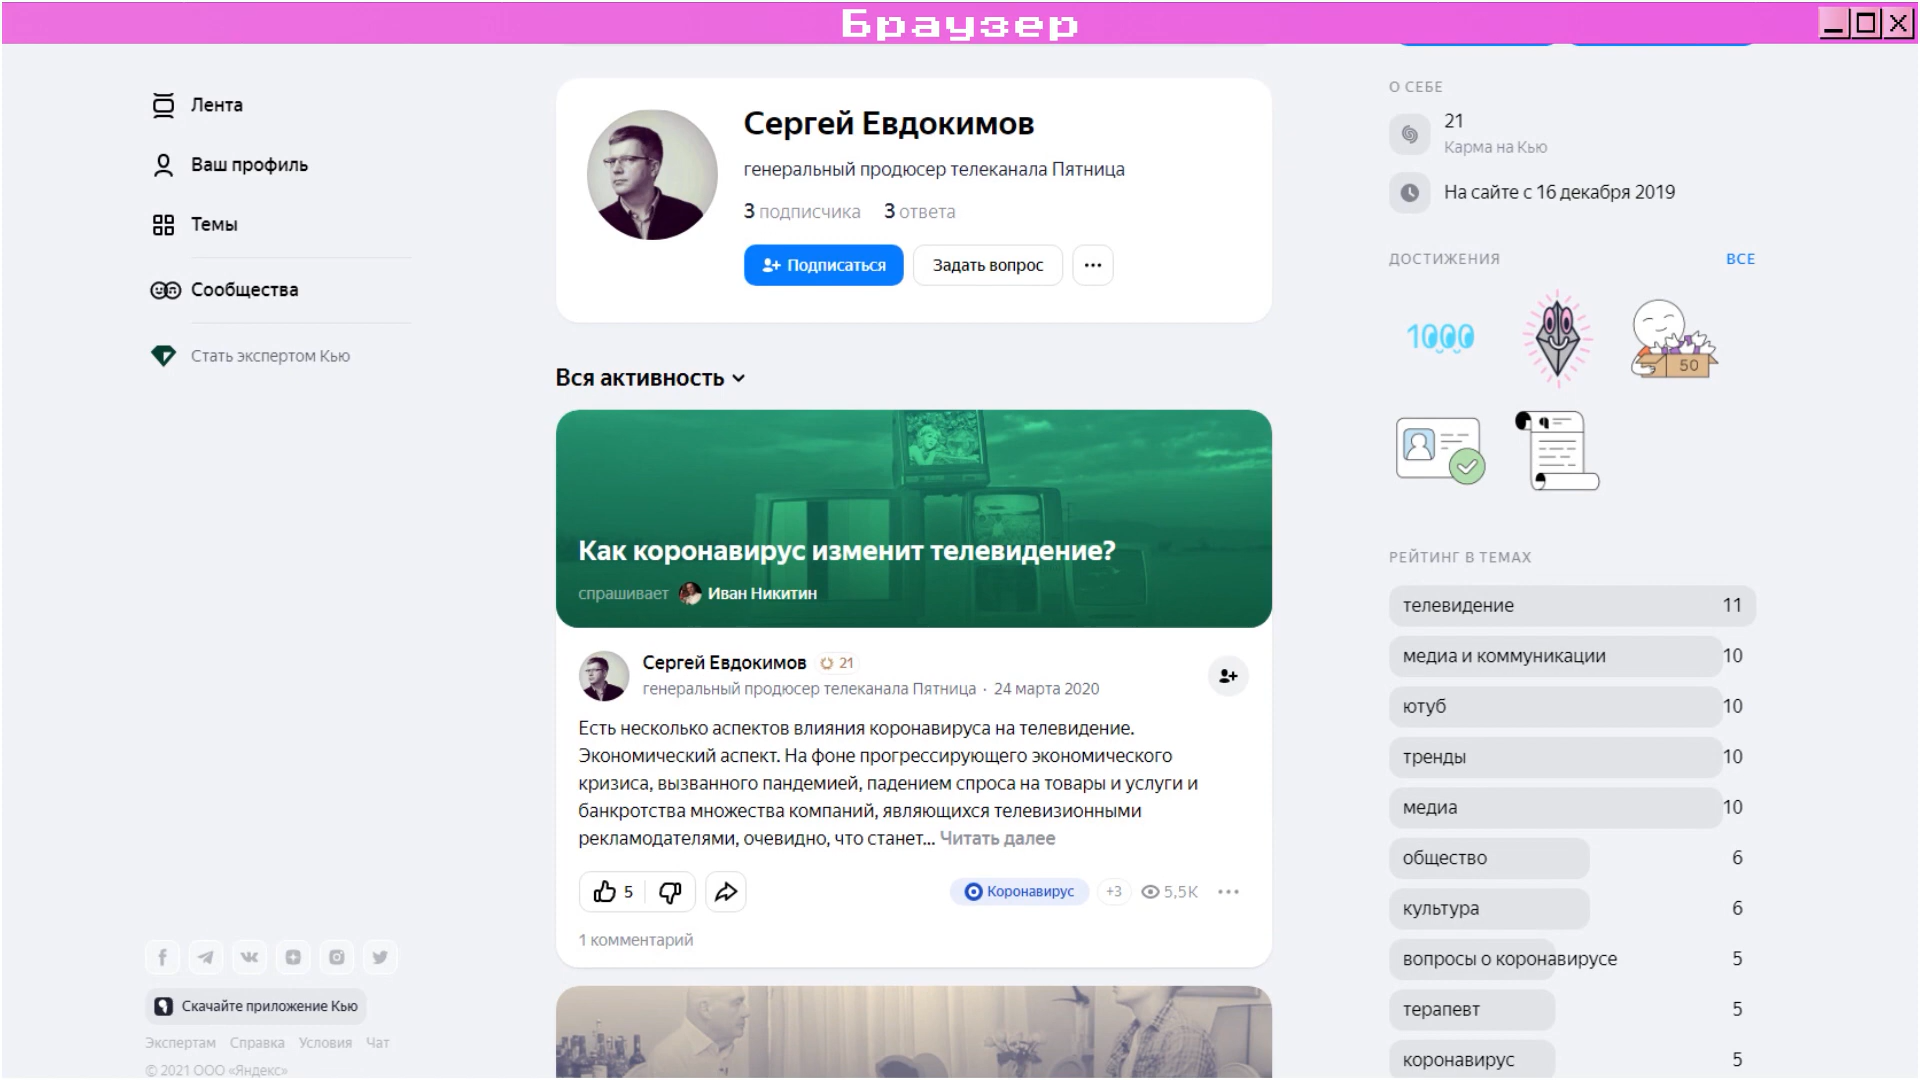 Браузер
Лента
Ваш профиль
Темы
Сообщества
Стать экспертом Кью
Сергей Евдокимов
генеральный продюсер телеканала Пятница
3 подписчика 3 ответа
Подписаться
Задать вопрос
Вся активность
Как коронавирус изменит телевидение?
спрашивает Иван Никитин
Сергей Евдокимов 21
генеральный продюсер телеканала Пятница · 24 марта 2020
Есть несколько аспектов влияния коронавируса на телевидение.
Экономический аспект. На фоне прогрессирующего экономического
кризиса, вызванного пандемией, падением спроса на товары и услуги и
банкротства множества компаний, являющихся телевизионными
рекламодателями, очевидно, что станет... Читать далее
5
Коронавирус +3 5,5К
1 комментарий
О СЕБЕ
21
Карма на Кью
На сайте с 16 декабря 2019
ДОСТИЖЕНИЯ ВСЕ
1000
50
РЕЙТИНГ В ТЕМАХ
телевидение 11
медиа и коммуникации 10
ютуб 10
тренды 10
медиа 10
общество 6
культура 6
вопросы о коронавирусе 5
терапевт 5
коронавирус 5
Скачайте приложение Кью
Экспертам Справка Условия Чат
© 2021 ООО «Яндекс»